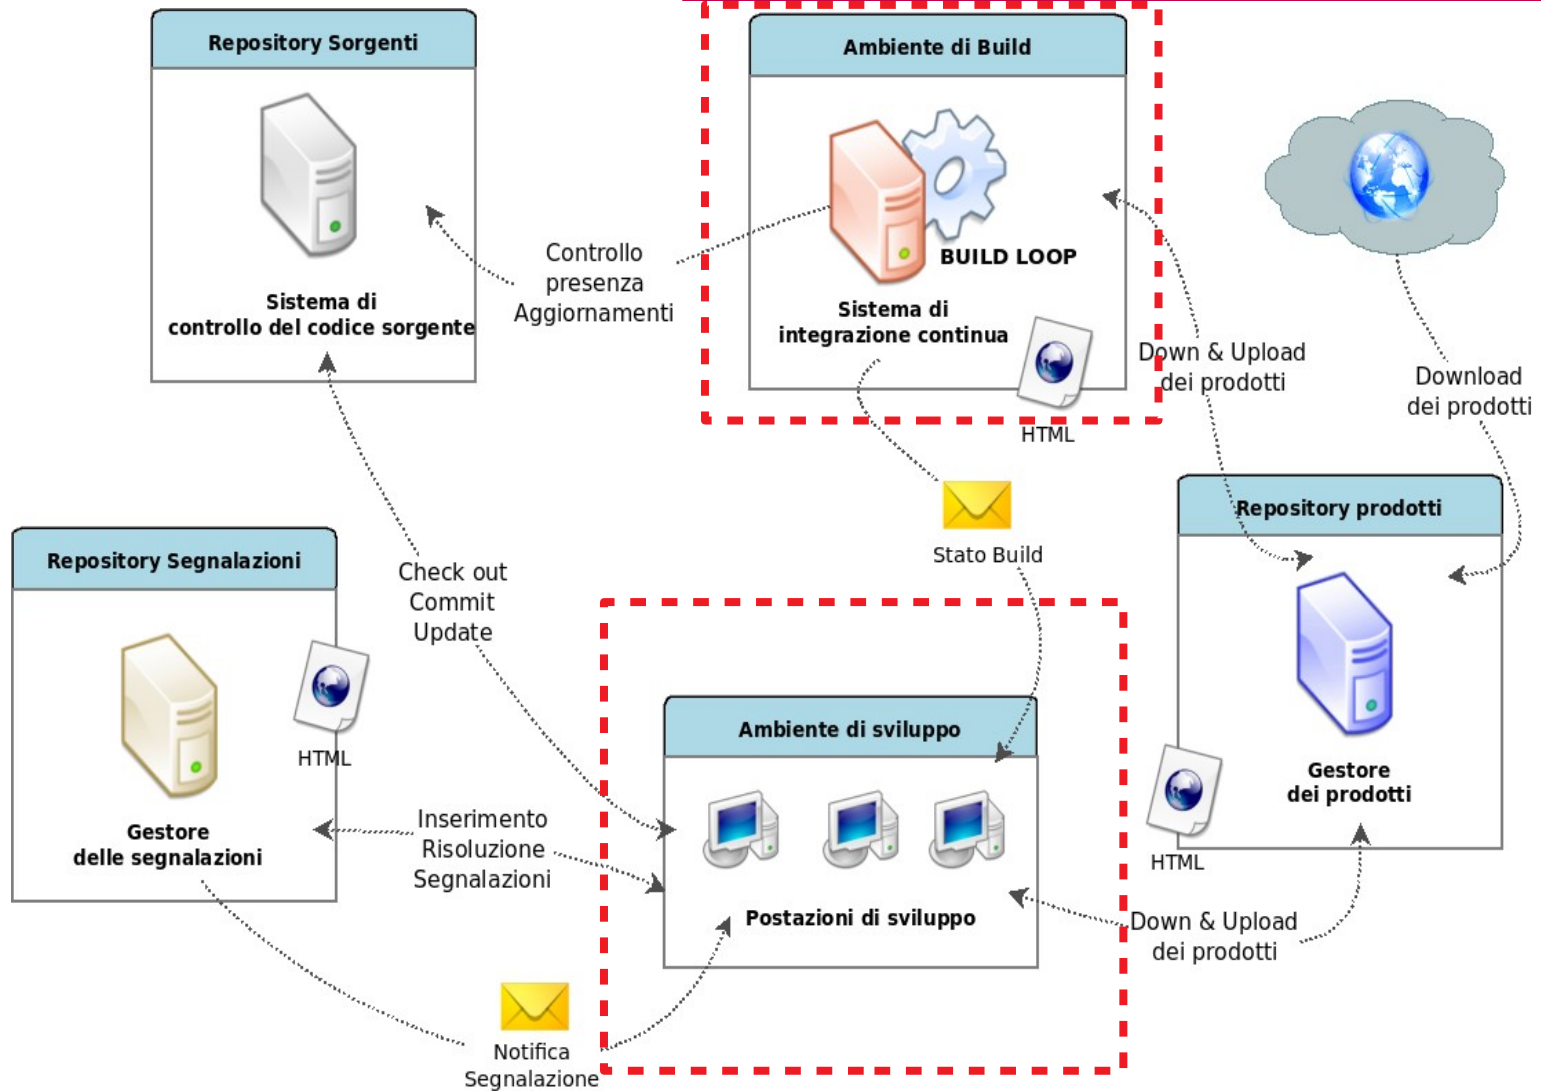 Repository Sorgenti
Sistema di
controllo del codice sorgente
Controllo
presenza
Aggiornamenti
Ambiente di Build
BUILD LOOP
Sistema di
integrazione continua
HTML
Down & Upload
dei prodotti
Download
dei prodotti
Stato Build
Repository prodotti
Gestore
dei prodotti
HTML
Repository Segnalazioni
Gestore
delle segnalazioni
HTML
Check out
Commit
Update
Inserimento
Risoluzione
Segnalazioni
Ambiente di sviluppo
Postazioni di sviluppo
Down & Upload
dei prodotti
Notifica
Segnalazione